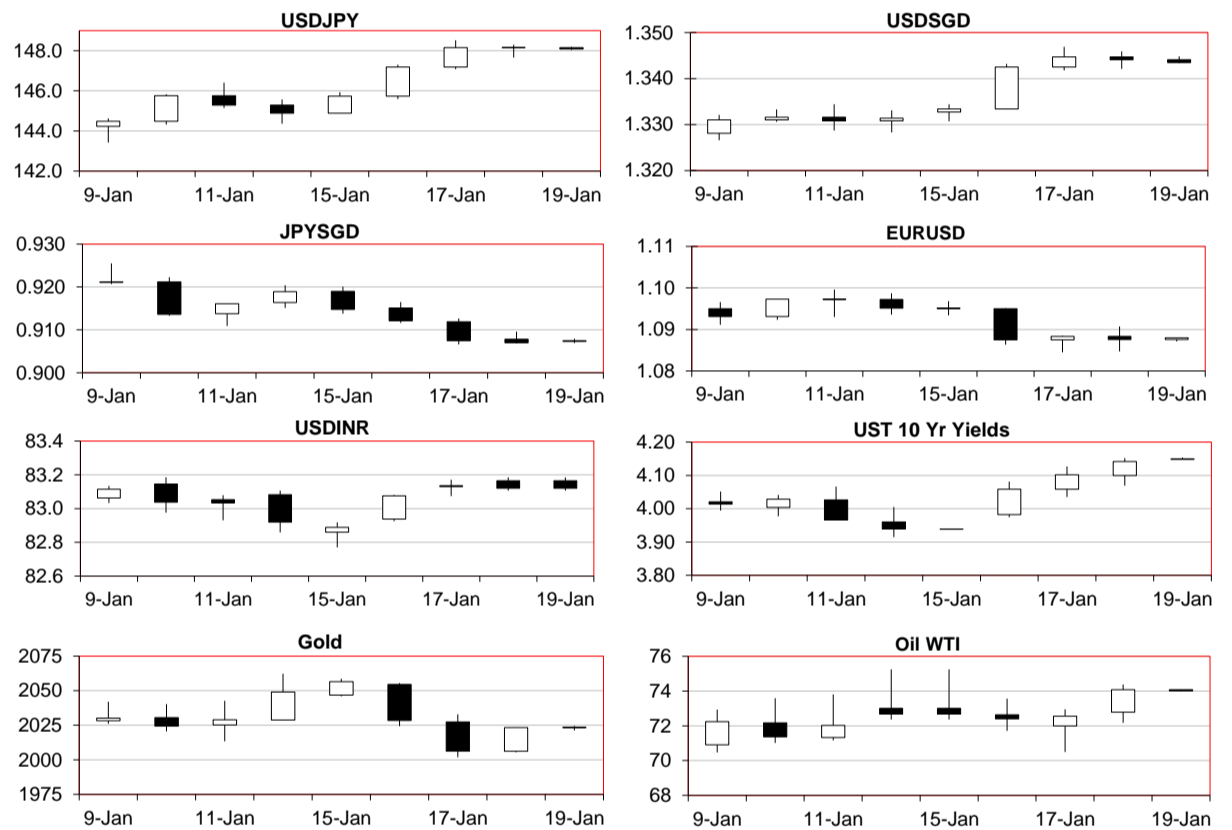 USDJPY
148.0
146.0
144.0
142.0
9-Jan 11-Jan 15-Jan 17-Jan 19-Jan
USDSGD
1.350
1.340
1.330
1.320
9-Jan 11-Jan 15-Jan 17-Jan 19-Jan
JPYSGD
0.930
0.920
0.910
0.900
9-Jan 11-Jan 15-Jan 17-Jan 19-Jan
EURUSD
1.11
1.10
1.09
1.08
9-Jan 11-Jan 15-Jan 17-Jan 19-Jan
USDINR
83.4
83.2
83.0
82.8
82.6
9-Jan 11-Jan 15-Jan 17-Jan 19-Jan
UST 10 Yr Yields
4.20
4.10
4.00
3.90
3.80
9-Jan 11-Jan 15-Jan 17-Jan 19-Jan
Gold
2075
2050
2025
2000
1975
9-Jan 11-Jan 15-Jan 17-Jan 19-Jan
Oil WTI
76
74
72
70
68
9-Jan 11-Jan 15-Jan 17-Jan 19-Jan